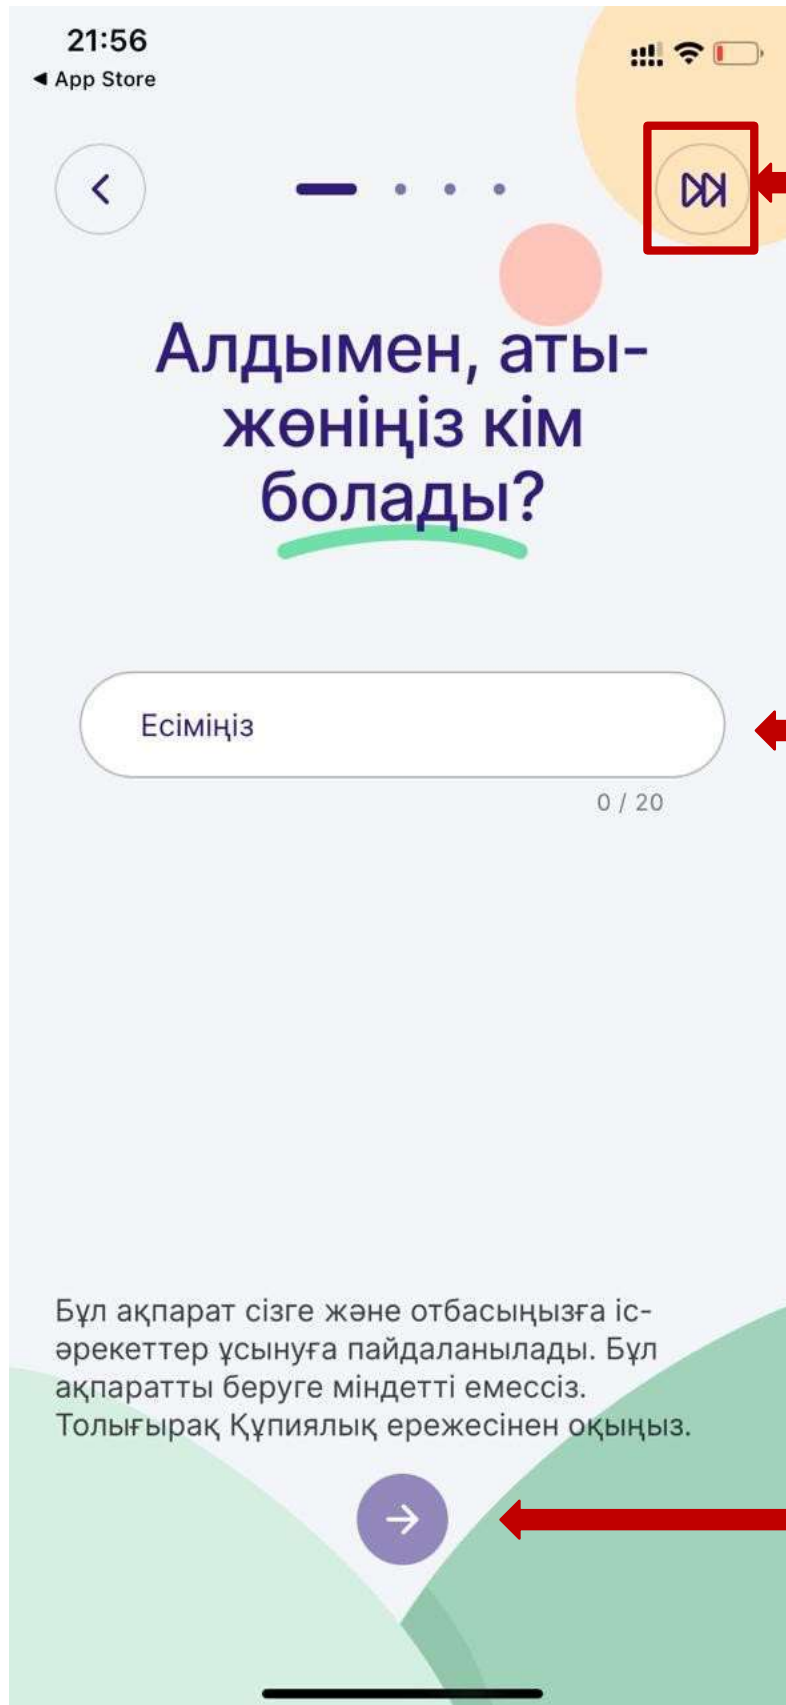 21:56
◀ App Store
Алдымен, аты-
жөніңіз кім
болады?
Есіміңіз
0 / 20
Бұл ақпарат сізге және отбасыңызға іс-
әрекеттер ұсынуға пайдаланылады. Бұл
ақпаратты беруге міндетті емессіз.
Толығырақ Құпиялық ережесінен оқыңыз.